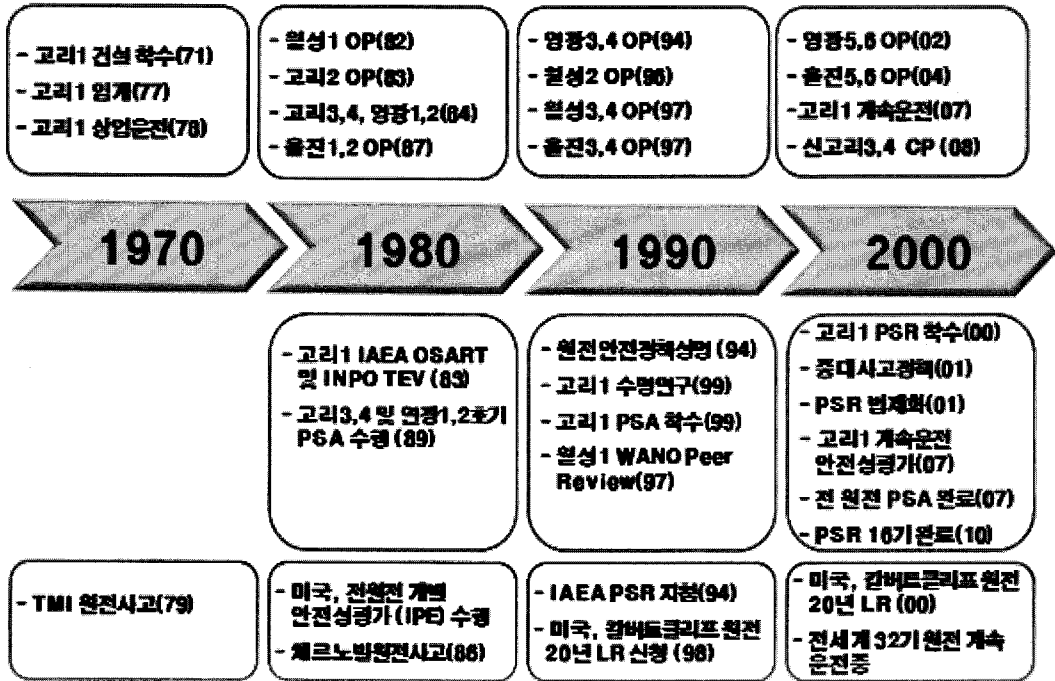 - 고리1 건설 착수(71)
- 고리1 임계(77)
- 고리1 상업운전(78)
- 월성1 OP(82)
- 고리2 OP(83)
- 고리3,4, 영광1,2(84)
- 울진1,2 OP(87)
- 영광3,4 OP(94)
- 월성2 OP(96)
- 월성3,4 OP(97)
- 울진3,4 OP(97)
- 영광5,6 OP(02)
- 울진5,6 OP(04)
-고리1 계속운전(07)
- 신고리3,4 CP (08)
1970
1980
1990
2000
- 고리1 IAEA OSART
및 INPO TEV (83)
- 고리3,4 및 영광1,2호기
PSA 수행 (89)
- 원전안전정책성명 (94)
- 고리1 수명연구(99)
- 고리1 PSA 착수(99)
- 월성1 WANO Peer
Review(97)
- 고리1 PSR 착수(00)
- 중대사고정책(01)
- PSR 법제화(01)
- 고리1 계속운전
안전성평가(07)
- 전 원전 PSA 완료(07)
- PSR 16기완료(10)
- TMI 원전사고(79)
- 미국, 전원전 개별
안전성평가 (IPE) 수행
- 체르노빌원전사고(86)
- IAEA PSR 지침(94)
- 미국, 캄버트클리프 원전
20년 LR 신청 (98)
- 미국, 캄버트클리프 원전
20년 LR (00)
- 전세계 32기 원전 계속
운전중